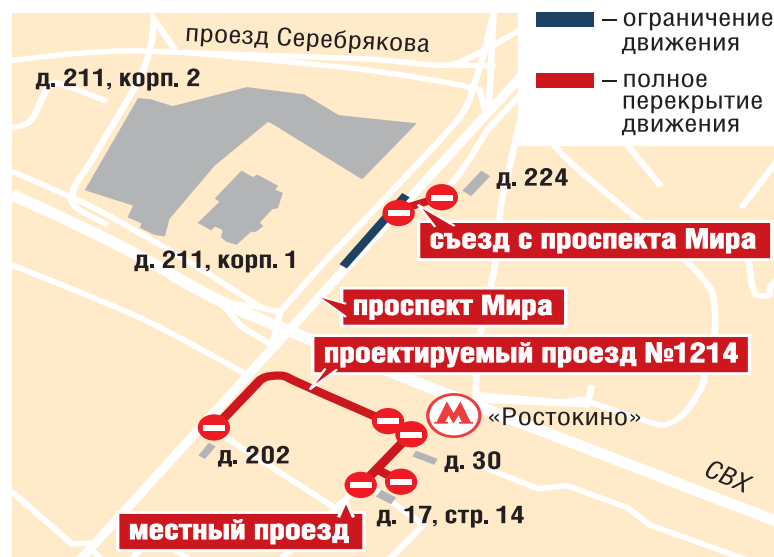 проезд Серебрякова
– ограничение
движения
– полное
перекрытие
движения
д. 211, корп. 2
д. 224
съезд с проспекта Мира
д. 211, корп. 1
проспект Мира
проектируемый проезд №1214
М
«Ростокино»
д. 202
д. 30
СВХ
д. 17, стр. 14
местный проезд